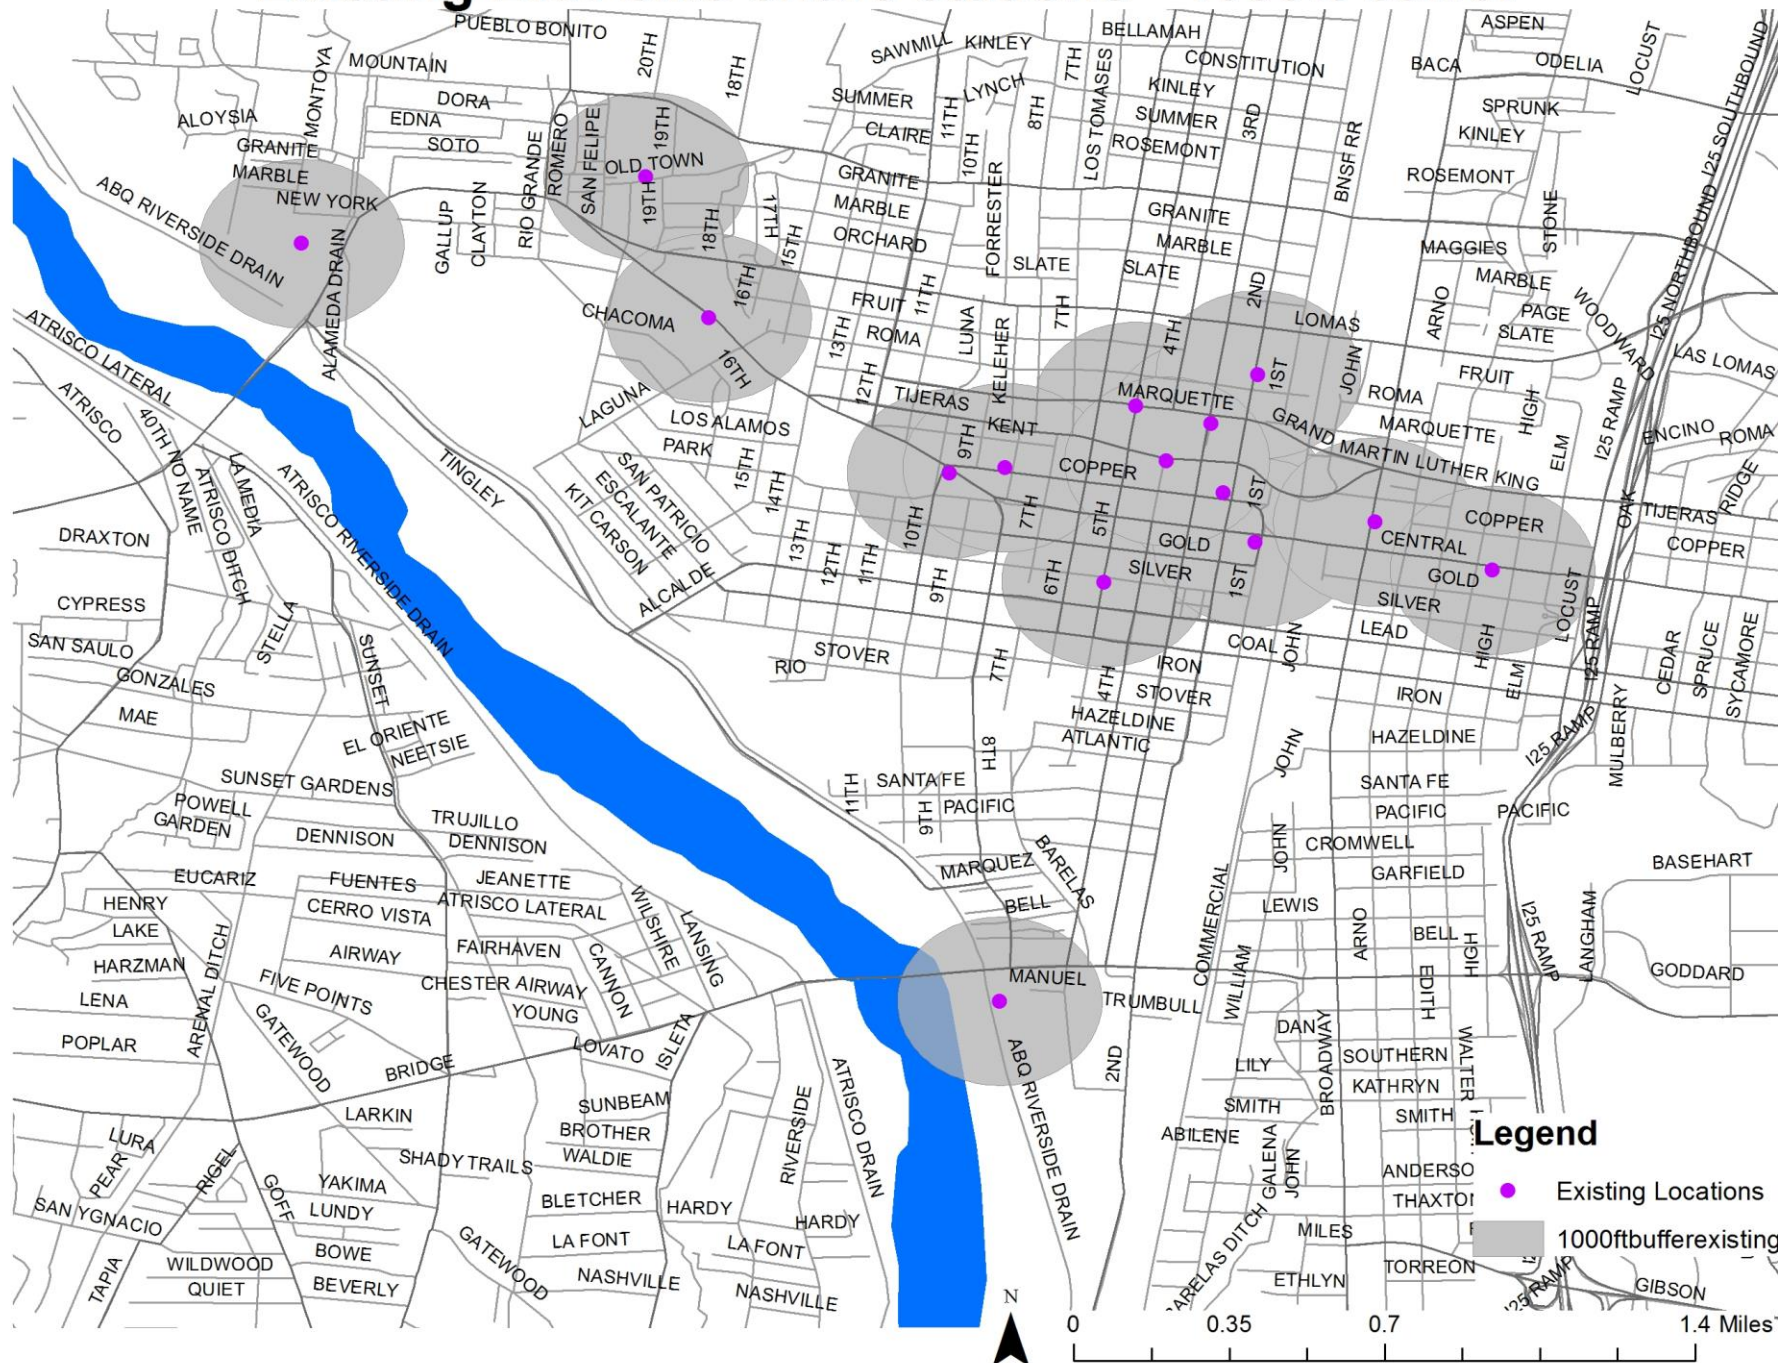 PUEBLO BONITO
20TH
18TH
SAWMILL
KINLEY
7TH
BELLAMAH
ASPEN
LOCUST
MOUNTAIN
CONSTITUTION
BACA
ODELIA
I25 SOUTHBOUND
MONTOYA
DORA
SUMMER
LYNCH
LOS TOMASES
KINLEY
3RD
SPRUNK
ALOYSIA
EDNA
19TH
CLAIRE
11TH
8TH
SUMMER
KINLEY
GRANITE
SOTO
RIO GRANDE
ROMERO
SAN FELIPE
OLD TOWN
10TH
ROSEMONT
BNSF RR
MARBLE
NEW YORK
19TH
GRANITE
FORRESTER
ROSEMONT
ABQ RIVERSIDE DRAIN
GALLUP
CLAYTON
18TH
17TH
15TH
MARBLE
GRANITE
STONE
I25 NORTHBOUND
ALAMEDA DRAIN
ORCHARD
SLATE
MARBLE
SLATE
MAGGIES
MARBLE
CHACOMA
16TH
FRUIT
11TH
7TH
2ND
ARNO
PAGE
WOODWARD
ATRISCO LATERAL
13TH
ROMA
LUNA
KELEHER
4TH
LOMAS
SLATE
LAS LOMAS
16TH
12TH
1ST
JOHN
FRUIT
I25 RAMP
ATRISCO
40TH NO NAME
LAGUNA
TIJERAS
MARQUETTE
ROMA
HIGH
LOS ALAMOS
KENT
GRAND
MARQUETTE
ELM
ENCINO
ROMA
PARK
9TH
COPPER
MARTIN LUTHER KING
RIDGE
LA MEDIA
ATRISCO DITCH
ATRISCO RIVERSIDE DRAIN
TINGLEY
SAN PATRICIO
ESCALANTE
KIT CARSON
15TH
14TH
7TH
5TH
1ST
OAK
TIJERAS
DRAXTON
13TH
10TH
GOLD
COPPER
COPPER
CENTRAL
CYPRESS
ALCALDE
12TH
11TH
9TH
6TH
SILVER
1ST
GOLD
LOCUST
SILVER
I25 RAMP
SAN SAULO
STELLA
SUNSET
RIO
STOVER
7TH
4TH
IRON
COAL
JOHN
LEAD
HIGH
ELM
CEDAR
SPRUCE
SYCAMORE
GONZALES
STOVER
IRON
MAE
EL ORIENTE
HAZELDINE
NEETSIE
8TH
ATLANTIC
JOHN
HAZELDINE
I25 RAMP
MULBERRY
SUNSET GARDENS
11TH
SANTA FE
SANTA FE
POWELL
9TH
PACIFIC
PACIFIC
PACIFIC
GARDEN
TRUJILLO
DENNISON
DENNISON
BARELAS
JOHN
CROMWELL
BASEHART
EUCARIZ
FUENTES
JEANETTE
MARQUEZ
GARFIELD
HENRY
CERRO VISTA
ATRISCO LATERAL
WILSHIRE
LANSING
BELL
COMMERCIAL
LEWIS
ARNO
LANGHAM
LAKE
ARENAL DITCH
AIRWAY
FAIRHAVEN
CANNON
BELL
HIGH
I25 RAMP
HARZMAN
FIVE POINTS
CHESTER AIRWAY
MANUEL
WILLIAM
EDITH
GODDARD
LENA
GATEWOOD
YOUNG
TRUMBULL
DAN
POPLAR
BRIDGE
LOVATO
ISLETA
ABQ RIVERSIDE DRAIN
2ND
LILY
BROADWAY
SOUTHERN
WALTER
ATRISCO DRAIN
KATHRYN
LARKIN
SUNBEAM
RIVERSIDE
SMITH
SMITH
LURA
BROTHER
ABILENE
Legend
PEAR
RIGEL
SHADY TRAILS
WALDIE
GALENA
JOHN
ANDERSO
YAKIMA
BLETCHER
HARDY
THAXTON
Existing Locations
SAN YGNACIO
GOFF
LUNDY
HARDY
MILES
BOWE
GATEWOOD
LA FONT
LA FONT
1000ftbufferexisting
WILDWOOD
TORREON
TAPIA
QUIET
BEVERLY
NASHVILLE
NASHVILLE
ARELAS DITCH
ETHLYN
I25 RAMP
GIBSON
N
0 0.35 0.7 1.4 Miles